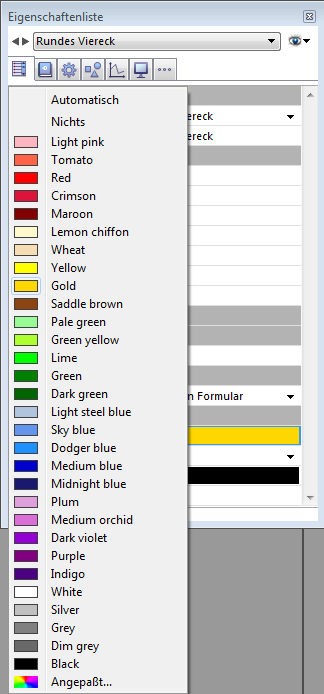 Eigenschaftenliste
Rundes Viereck
Automatisch
Nichts
Light pink
Tomato
Red
Crimson
Maroon
Lemon chiffon
Wheat
Yellow
Gold
Saddle brown
Pale green
Green yellow
Lime
Green
Dark green
Light steel blue
Sky blue
Dodger blue
Medium blue
Midnight blue
Plum
Medium orchid
Dark violet
Purple
Indigo
White
Silver
Grey
Dim grey
Black
Angepaßt...
iereck
iereck
n Formular